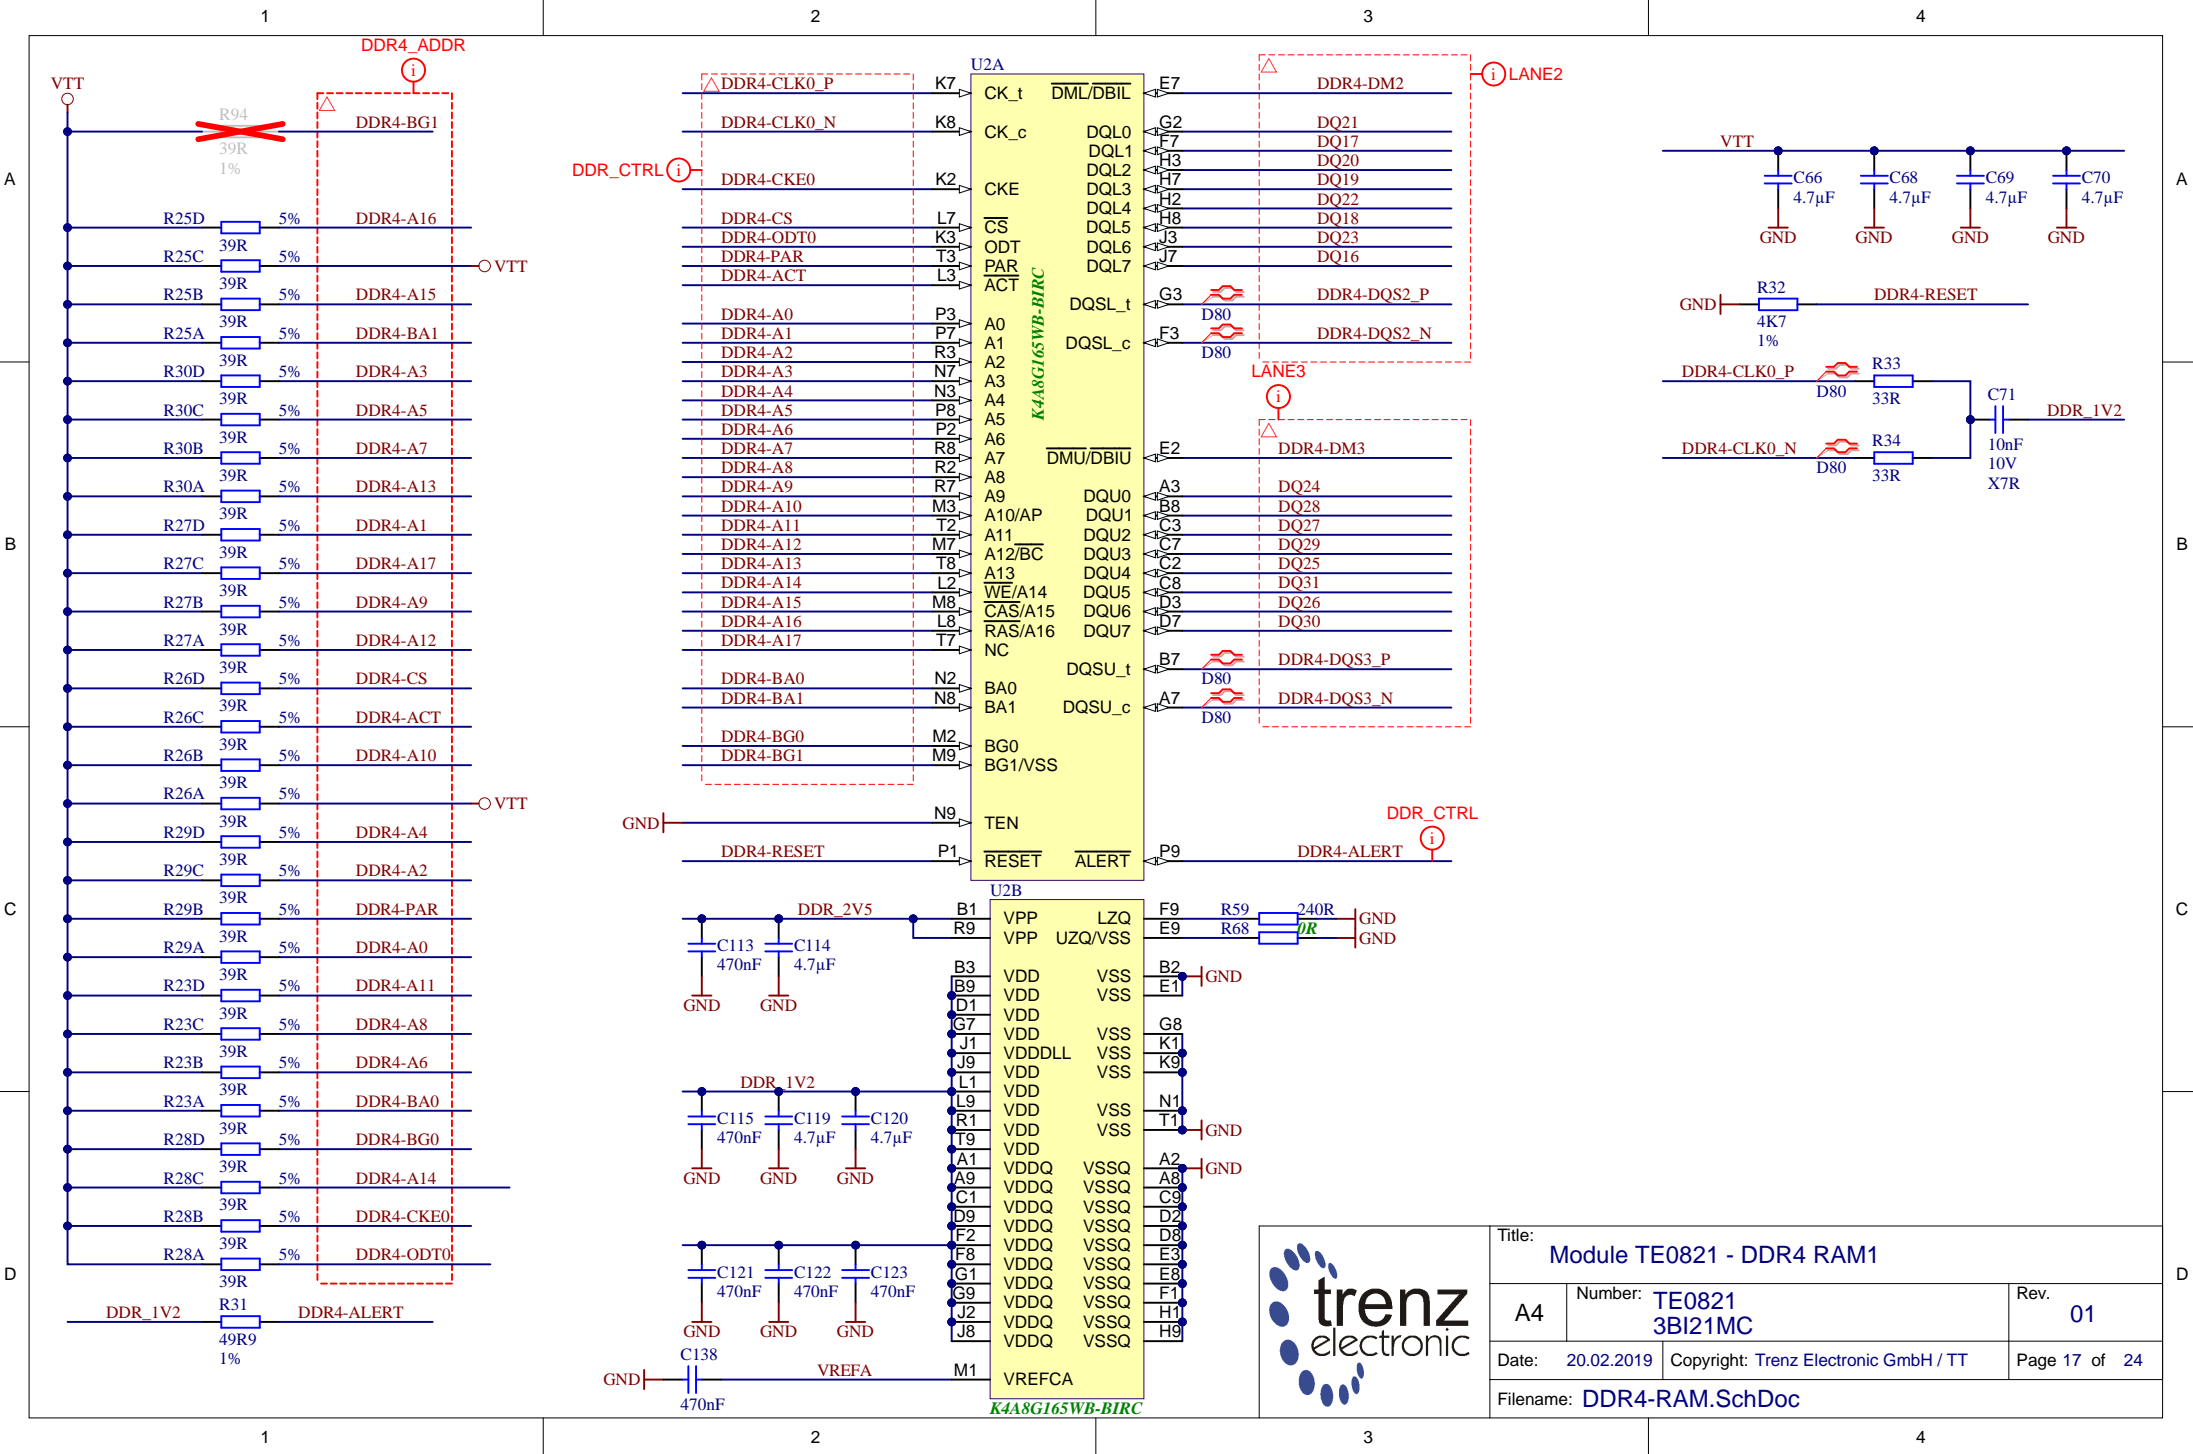 1
2
3
4
A
B
C
D
A
B
C
D
1
2
3
4
DDR4_ADDR
i
VTT
R94
39R
1%
DDR4-BG1
R25D 5% DDR4-A16
39R
R25C 5% VTT
39R
R25B 5% DDR4-A15
39R
R25A 5% DDR4-BA1
39R
R30D 5% DDR4-A3
39R
R30C 5% DDR4-A5
39R
R30B 5% DDR4-A7
39R
R30A 5% DDR4-A13
39R
R27D 5% DDR4-A1
39R
R27C 5% DDR4-A17
39R
R27B 5% DDR4-A9
39R
R27A 5% DDR4-A12
39R
R26D 5% DDR4-CS
39R
R26C 5% DDR4-ACT
39R
R26B 5% DDR4-A10
39R
R26A 5% VTT
39R
R29D 5% DDR4-A4
39R
R29C 5% DDR4-A2
39R
R29B 5% DDR4-PAR
39R
R29A 5% DDR4-A0
39R
R23D 5% DDR4-A11
39R
R23C 5% DDR4-A8
39R
R23B 5% DDR4-A6
39R
R23A 5% DDR4-BA0
39R
R28D 5% DDR4-BG0
39R
R28C 5% DDR4-A14
39R
R28B 5% DDR4-CKE0
39R
R28A 5% DDR4-ODT0
39R
DDR_1V2 R31 DDR4-ALERT
49R9
1%
U2A
DDR_CTRL i
DDR4-CLK0_P K7 CK_t
DDR4-CLK0_N K8 CK_c
DDR4-CKE0 K2 CKE
DDR4-CS L7 CS
DDR4-ODT0 K3 ODT
DDR4-PAR T3 PAR
DDR4-ACT L3 ACT
DDR4-A0 P3 A0
DDR4-A1 P7 A1
DDR4-A2 R3 A2
DDR4-A3 N7 A3
DDR4-A4 N3 A4
DDR4-A5 P8 A5
DDR4-A6 P2 A6
DDR4-A7 R8 A7
DDR4-A8 R2 A8
DDR4-A9 R7 A9
DDR4-A10 M3 A10/AP
DDR4-A11 T2 A11
DDR4-A12 M7 A12/BC
DDR4-A13 T8 A13
DDR4-A14 L2 WE/A14
DDR4-A15 M8 CAS/A15
DDR4-A16 L8 RAS/A16
DDR4-A17 T7 NC
DDR4-BA0 N2 BA0
DDR4-BA1 N8 BA1
DDR4-BG0 M2 BG0
DDR4-BG1 M9 BG1/VSS
GND N9 TEN
DDR4-RESET P1 RESET
K4A8G165WB-BIRC
i LANE2
DML/DBIL E7 DDR4-DM2
DQL0 G2 DQ21
DQL1 F7 DQ17
DQL2 H3 DQ20
DQL3 H7 DQ19
DQL4 H2 DQ22
DQL5 H8 DQ18
DQL6 J3 DQ23
DQL7 J7 DQ16
DQSL_t G3 D80 DDR4-DQS2_P
DQSL_c F3 D80 DDR4-DQS2_N
LANE3
i
DMU/DBIU E2 DDR4-DM3
DQU0 A3 DQ24
DQU1 B8 DQ28
DQU2 C3 DQ27
DQU3 C7 DQ29
DQU4 C2 DQ25
DQU5 C8 DQ31
DQU6 D3 DQ26
DQU7 D7 DQ30
DQSU_t B7 D80 DDR4-DQS3_P
DQSU_c A7 D80 DDR4-DQS3_N
DDR_CTRL
i
ALERT P9 DDR4-ALERT
U2B
DDR_2V5 B1 VPP
R9 VPP
C113 470nF GND
C114 4.7µF GND
B3 VDD
B9 VDD
D1 VDD
G7 VDD
J1 VDDDLL
J9 VDD
DDR_1V2 L1 VDD
L9 VDD
R1 VDD
T9 VDD
C115 470nF GND
C119 4.7µF GND
C120 4.7µF GND
A1 VDDQ
A9 VDDQ
C1 VDDQ
D9 VDDQ
F2 VDDQ
F8 VDDQ
G1 VDDQ
G9 VDDQ
J2 VDDQ
J8 VDDQ
C121 470nF GND
C122 470nF GND
C123 470nF GND
GND C138 470nF VREFA M1 VREFCA
K4A8G165WB-BIRC
LZQ F9 R59 240R GND
UZQ/VSS E9 R68 0R GND
VSS B2 GND
VSS E1
VSS G8
VSS K1
VSS K9
VSS N1
VSS T1 GND
VSSQ A2 GND
VSSQ A8
VSSQ C9
VSSQ D2
VSSQ D8
VSSQ E3
VSSQ E8
VSSQ F1
VSSQ H1
VSSQ H9
VTT
C66 4.7µF GND
C68 4.7µF GND
C69 4.7µF GND
C70 4.7µF GND
GND R32 DDR4-RESET
4K7
1%
DDR4-CLK0_P D80 R33 33R
C71 DDR_1V2
10nF
10V
X7R
DDR4-CLK0_N D80 R34 33R
trenz
electronic
Title:
Module TE0821 - DDR4 RAM1
A4
Number: TE0821
3BI21MC
Rev.
01
Date: 20.02.2019
Copyright: Trenz Electronic GmbH / TT
Page 17 of 24
Filename: DDR4-RAM.SchDoc